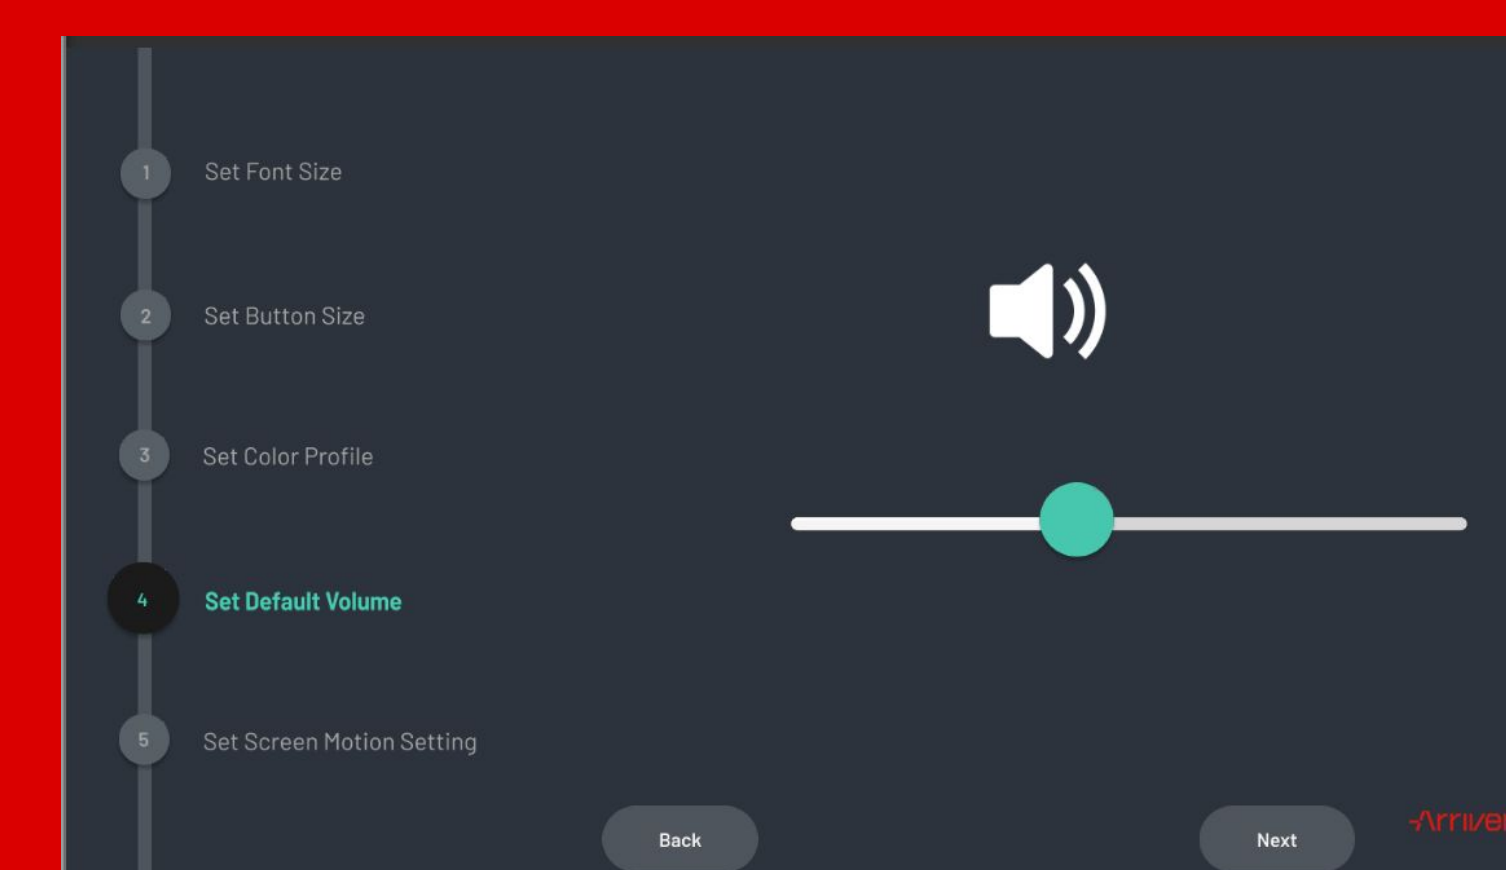 1
Set Font Size
2
Set Button Size
3
Set Color Profile
4
Set Default Volume
5
Set Screen Motion Setting
Back
Next